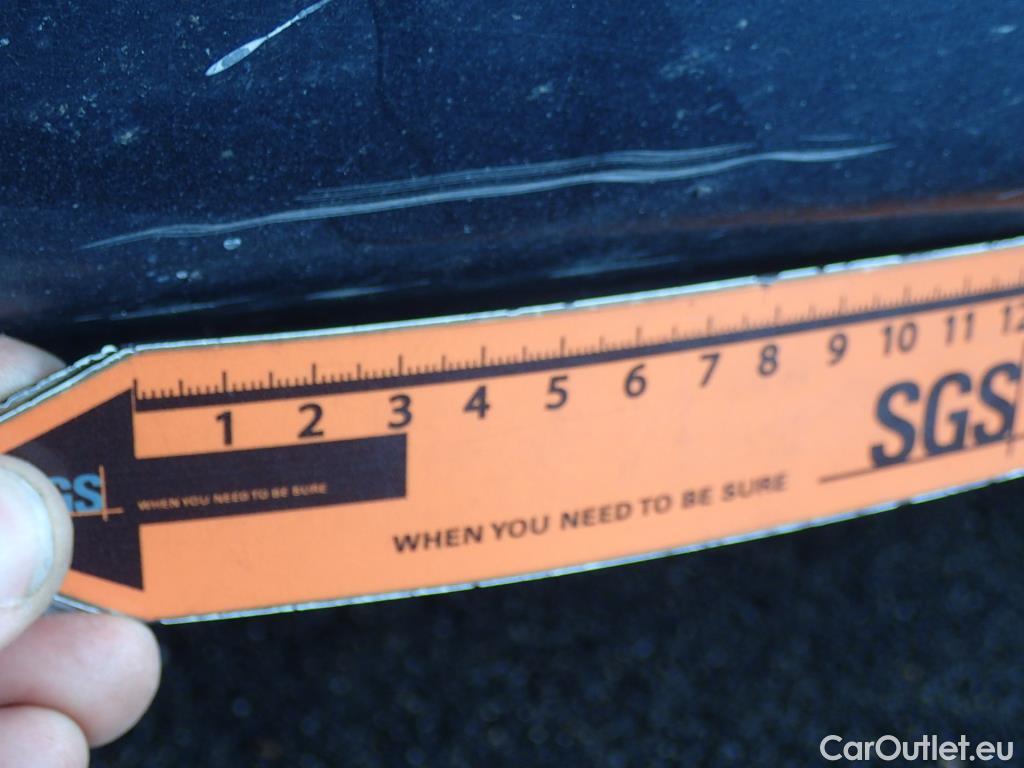 1 2 3 4 5 6 7 8 9 10 11 12
SGS
GS
WHEN YOU NEED TO BE SURE
WHEN YOU NEED TO BE SURE
CarOutlet.eu